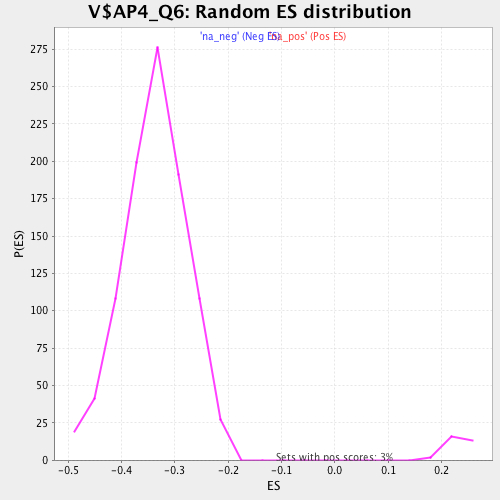 V$AP4_Q6: Random ES distribution
'na_neg' (Neg ES) 'na_pos' (Pos ES)
275
250
225
200
175
150
125
100
75
50
25
0
P(ES)
Sets with pos scores: 3%
-0.5 -0.4 -0.3 -0.2 -0.1 0.0 0.1 0.2
ES